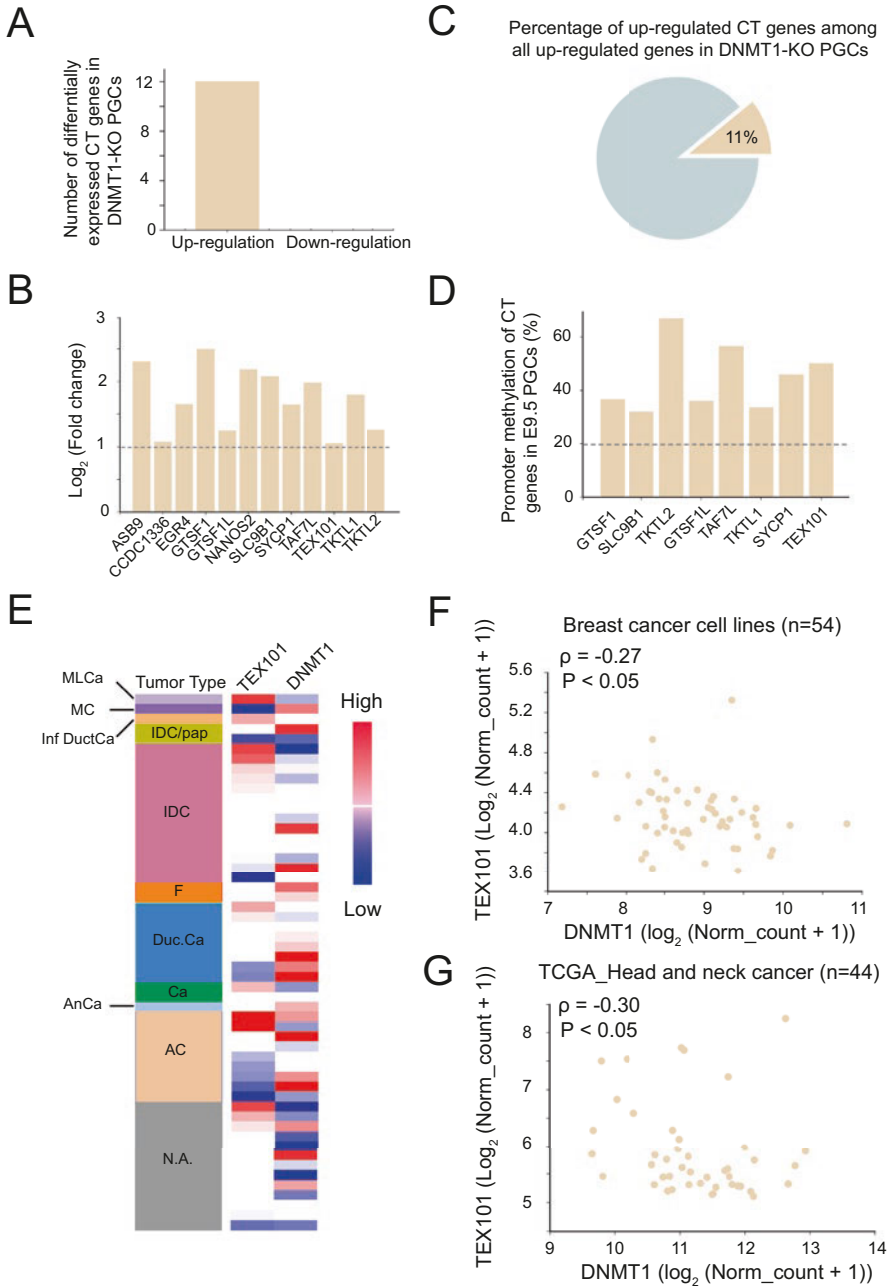 A
Number of differntially
expressed CT genes in
DNMT1-KO PGCs
12
8
4
0
Up-regulation
Down-regulation
C
Percentage of up-regulated CT genes among
all up-regulated genes in DNMT1-KO PGCs
11%
B
Log2 (Fold change)
3
2
1
0
ASB9
CCDC1336
EGR4
GTSF1
GTSF1L
NANOS2
SLC9B1
SYCP1
TAF7L
TEX101
TKTL1
TKTL2
D
Promoter methylation of CT
genes in E9.5 PGCs (%)
60
40
20
0
GTSF1
SLC9B1
TKTL2
GTSF1L
TAF7L
TKTL1
SYCP1
TEX101
E
Tumor Type
TEX101
DNMT1
MLCa
MC
Inf DuctCa
IDC/pap
IDC
F
Duc.Ca
Ca
AnCa
AC
N.A.
High
Low
F
Breast cancer cell lines (n=54)
ρ = -0.27
P < 0.05
TEX101 (Log2 (Norm_count + 1))
5.6
5.2
4.8
4.4
4.0
3.6
7
8
9
10
11
DNMT1 (log2 (Norm_count + 1))
G
TCGA_Head and neck cancer (n=44)
ρ = -0.30
P < 0.05
TEX101 (Log2 (Norm_count + 1))
8
7
6
5
9
10
11
12
13
14
DNMT1 (log2 (Norm_count + 1))